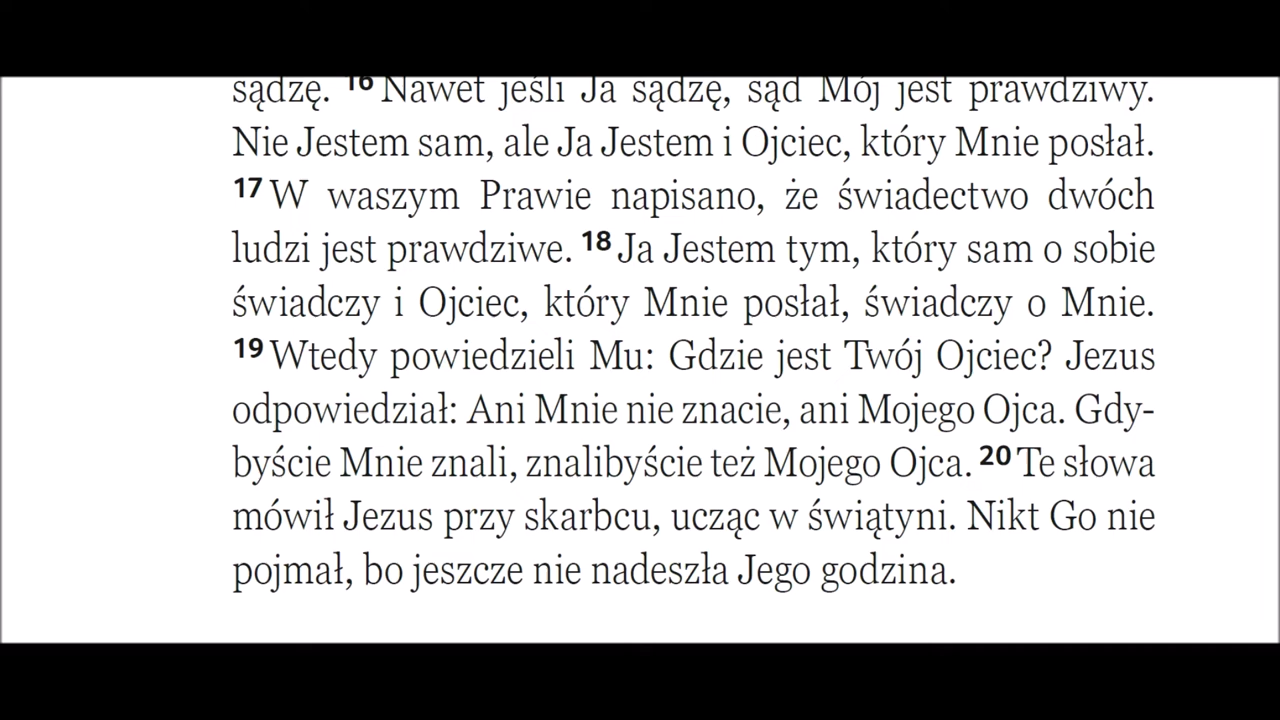 sądzę. 16 Nawet jeśli Ja sądzę, sąd Mój jest prawdziwy.
Nie Jestem sam, ale Ja Jestem i Ojciec, który Mnie posłał.
17 W waszym Prawie napisano, że świadectwo dwóch
ludzi jest prawdziwe. 18 Ja Jestem tym, który sam o sobie
świadczy i Ojciec, który Mnie posłał, świadczy o Mnie.
19 Wtedy powiedzieli Mu: Gdzie jest Twój Ojciec? Jezus
odpowiedział: Ani Mnie nie znacie, ani Mojego Ojca. Gdy-
byście Mnie znali, znalibyście też Mojego Ojca. 20 Te słowa
mówił Jezus przy skarbcu, ucząc w świątyni. Nikt Go nie
pojmał, bo jeszcze nie nadeszła Jego godzina.